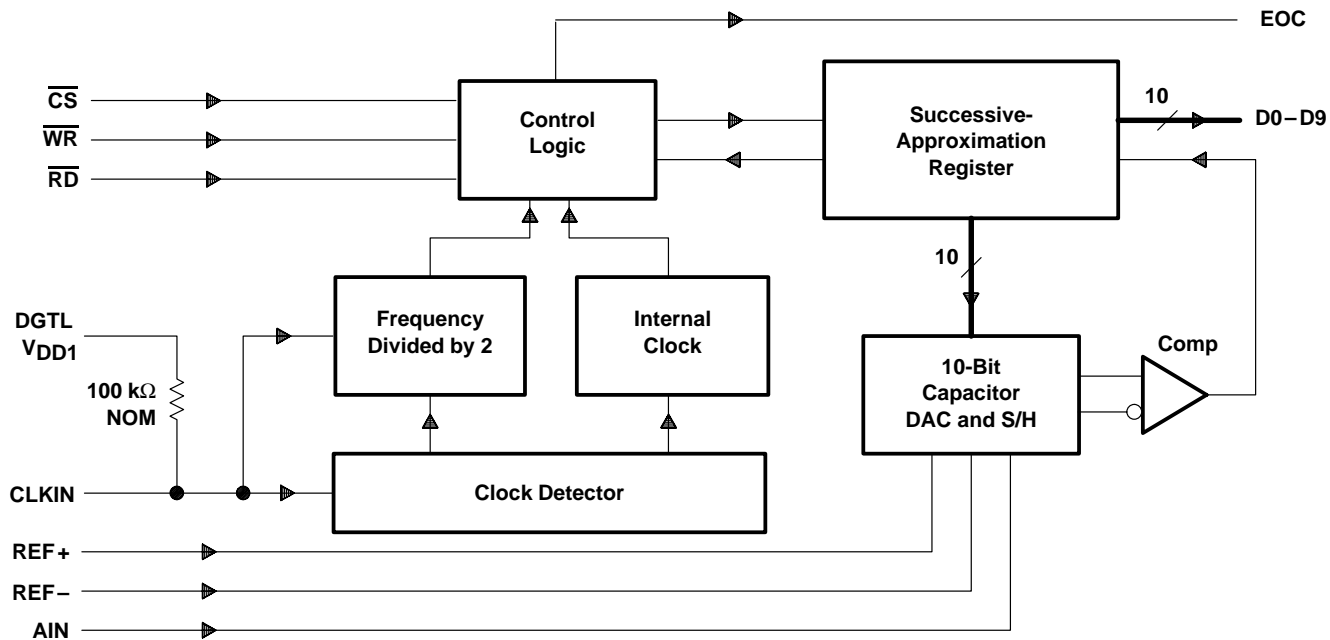 EOC
CS
WR
RD
Control
Logic
Successive-
Approximation
Register
10
D0–D9
10
DGTL
VDD1
100 kΩ
NOM
Frequency
Divided by 2
Internal
Clock
10-Bit
Capacitor
DAC and S/H
Comp
CLKIN
Clock Detector
REF+
REF–
AIN